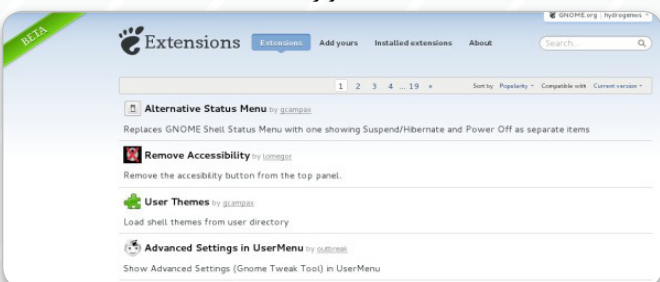 BETA
GNOME.org | hydrogenws
Extensions Extensions Add yours Installed extensions About Search...
1 2 3 4 ... 19 » Sort by Popularity Compatible with Current version
Alternative Status Menu by gcampax
Replaces GNOME Shell Status Menu with one showing Suspend/Hibernate and Power Off as separate items
Remove Accessibility by lomegor
Remove the accesibility button from the top panel.
User Themes by gcampax
Load shell themes from user directory
Advanced Settings in UserMenu by outbreak
Show Advanced Settings (Gnome Tweak Tool) in UserMenu